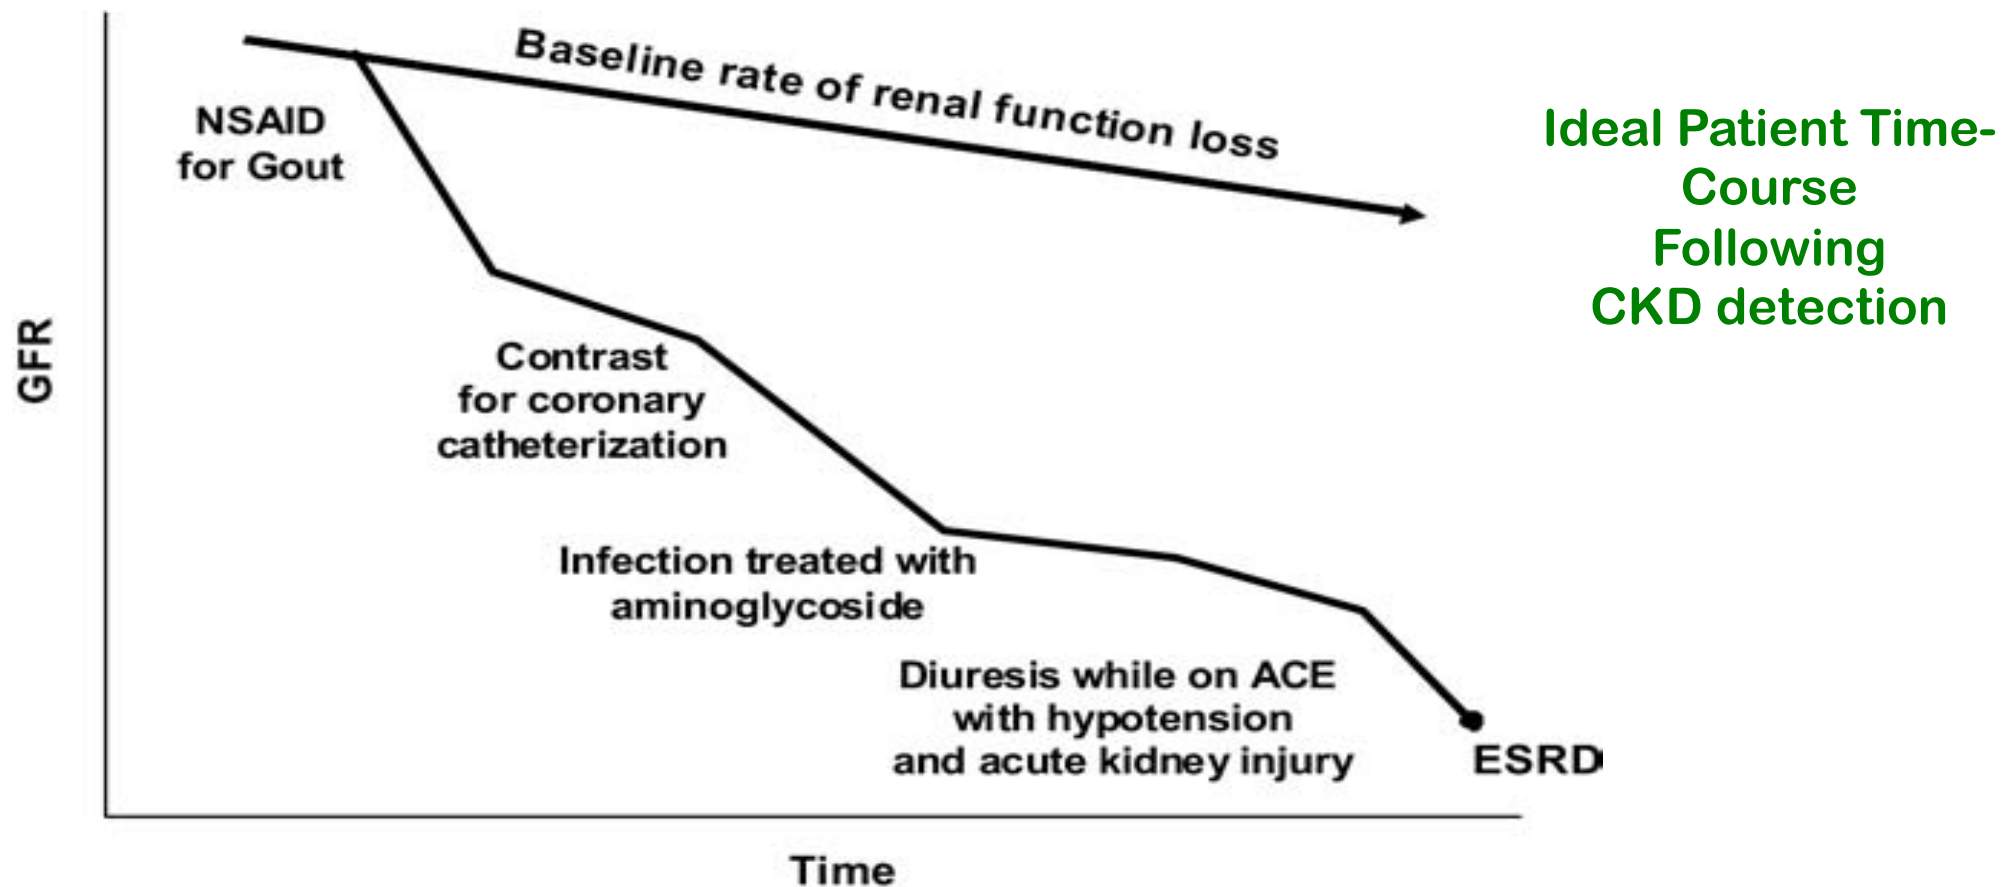 Baseline rate of renal function loss
NSAID
for Gout
Ideal Patient Time-
Course
Following
CKD detection
GFR
Contrast
for coronary
catheterization
Infection treated with
aminoglycoside
Diuresis while on ACE
with hypotension
and acute kidney injury
ESRD
Time